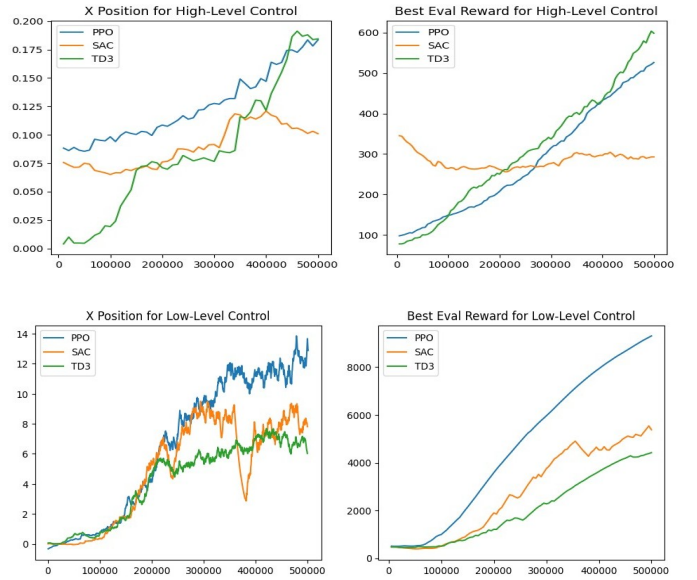 X Position for High-Level Control
0.200
0.175
0.150
0.125
0.100
0.075
0.050
0.025
0.000
PPO
SAC
TD3
0 100000 200000 300000 400000 500000
Best Eval Reward for High-Level Control
600
500
400
300
200
100
PPO
SAC
TD3
0 100000 200000 300000 400000 500000
X Position for Low-Level Control
14
12
10
8
6
4
2
0
PPO
SAC
TD3
0 100000 200000 300000 400000 500000
Best Eval Reward for Low-Level Control
8000
6000
4000
2000
0
PPO
SAC
TD3
0 100000 200000 300000 400000 500000